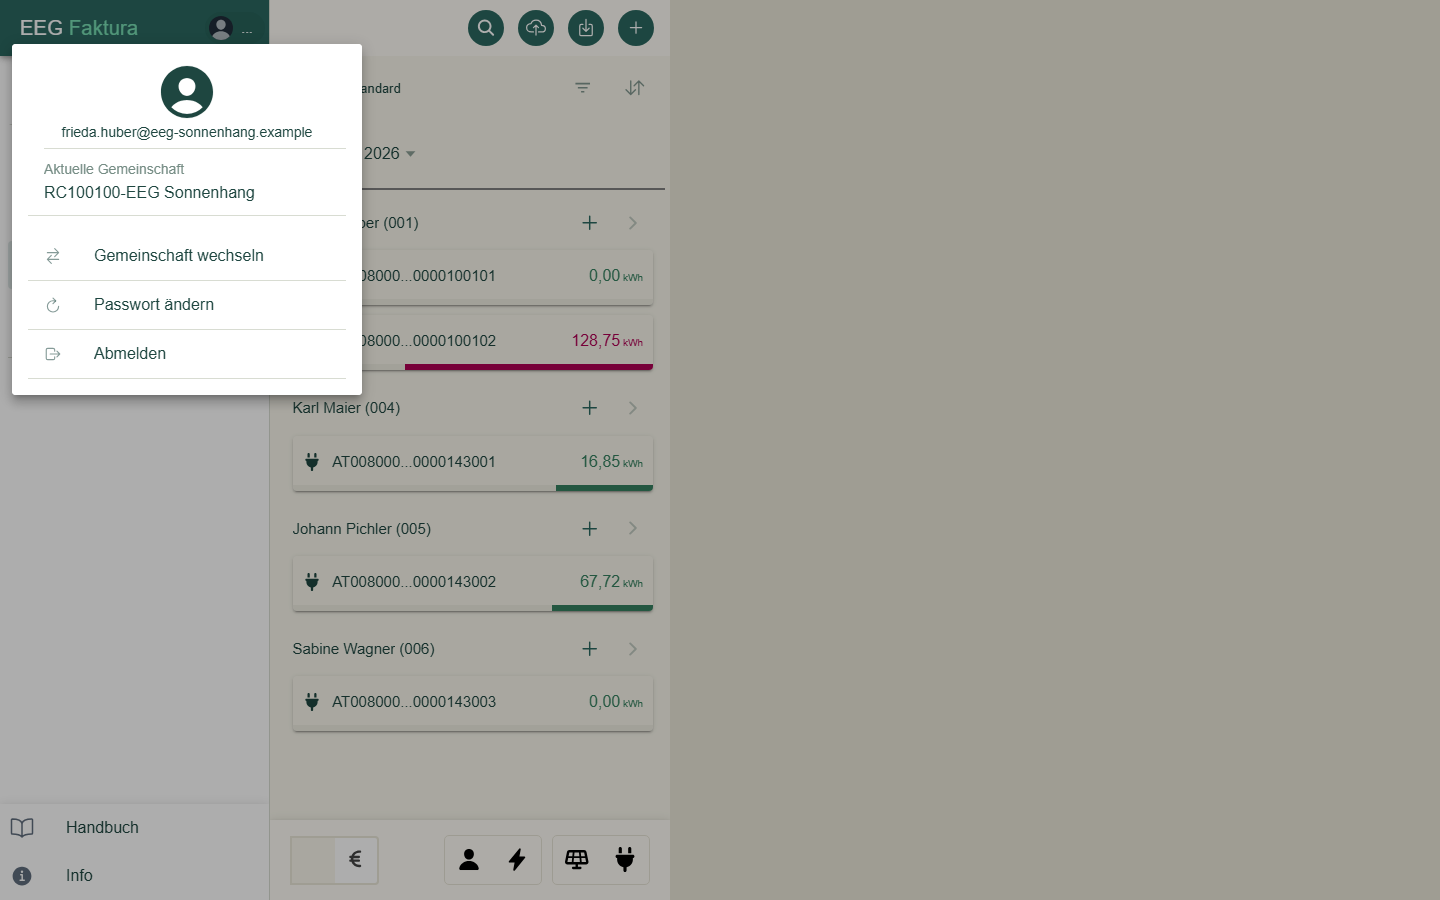 EEG Faktura
...
frieda.huber@eeg-sonnenhang.example
Aktuelle Gemeinschaft
RC100100-EEG Sonnenhang
Gemeinschaft wechseln
Passwort ändern
Abmelden
andard
2026
ber (001)
08000...0000100101
0,00 kWh
08000...0000100102
128,75 kWh
Karl Maier (004)
AT008000...0000143001
16,85 kWh
Johann Pichler (005)
AT008000...0000143002
67,72 kWh
Sabine Wagner (006)
AT008000...0000143003
0,00 kWh
Handbuch
Info
€